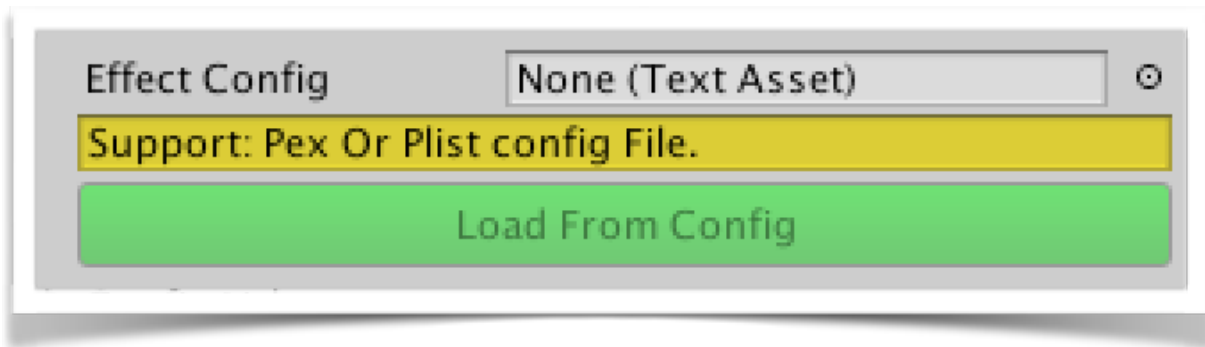 Effect Config None (Text Asset)
Support: Pex Or Plist config File.
Load From Config